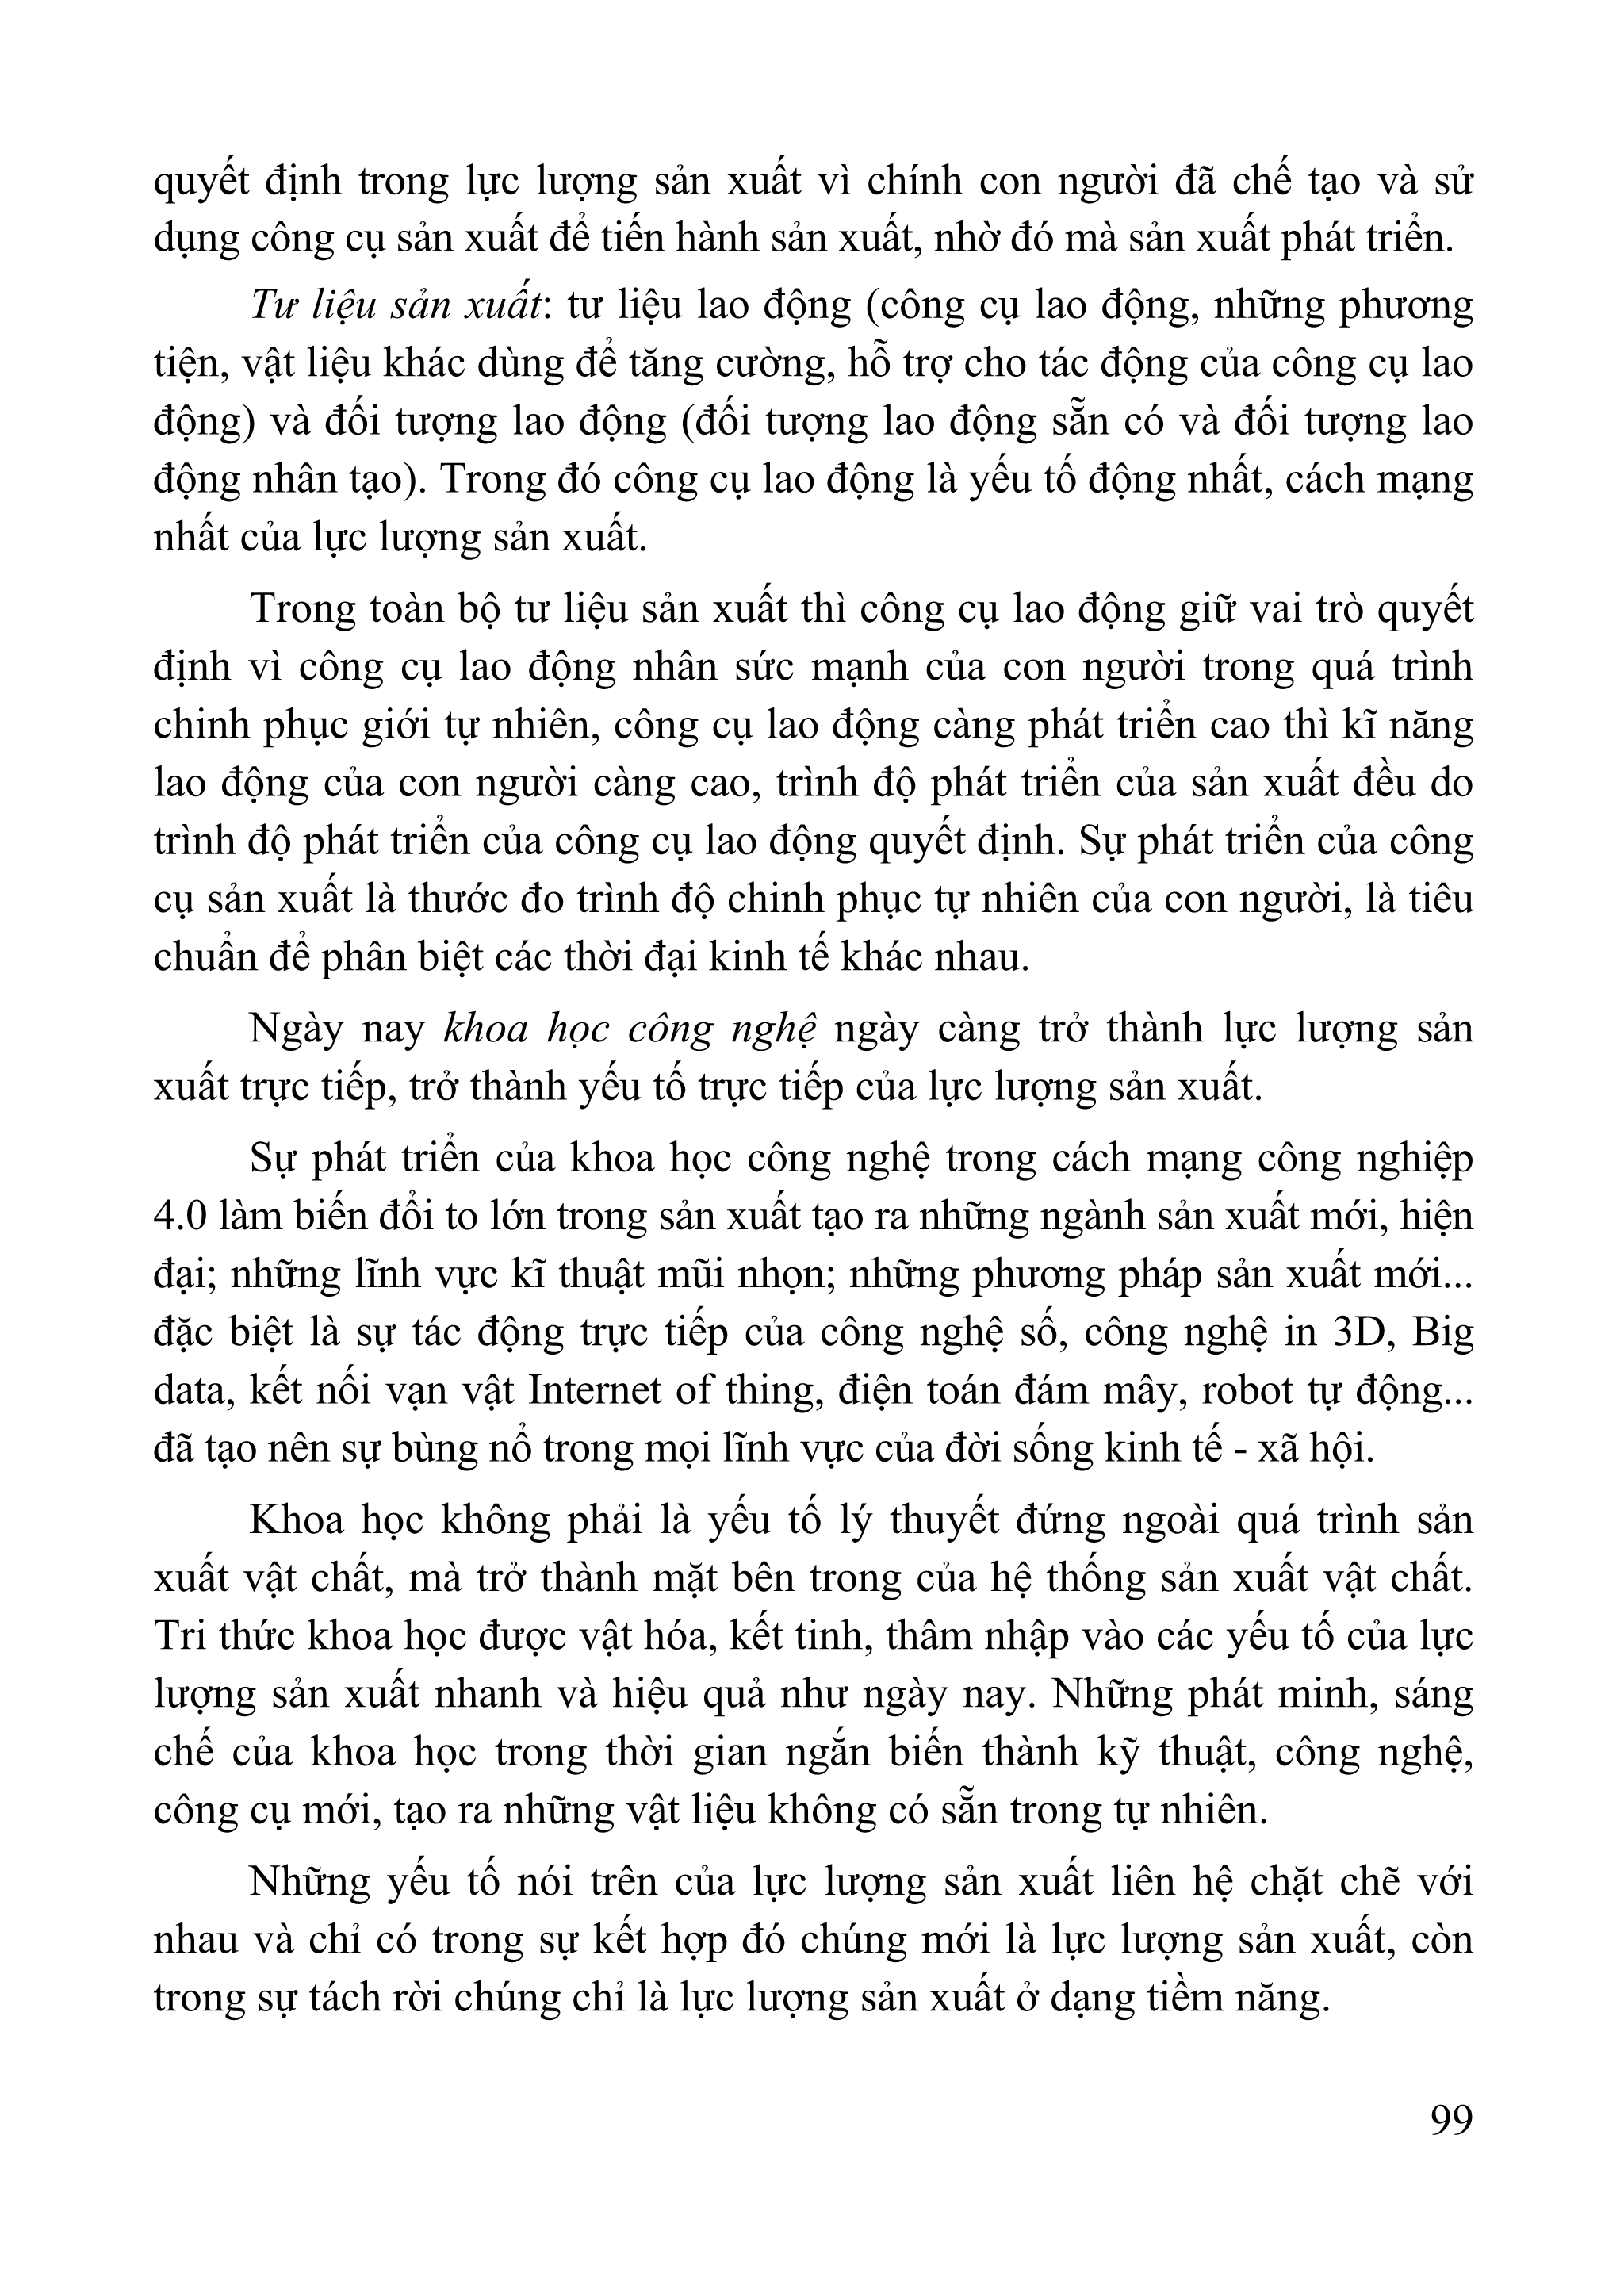 quyết định trong lực lượng sản xuất vì chính con người đã chế tạo và sử
dụng công cụ sản xuất để tiến hành sản xuất, nhờ đó mà sản xuất phát triển.
Tư liệu sản xuất: tư liệu lao động (công cụ lao động, những phương
tiện, vật liệu khác dùng để tăng cường, hỗ trợ cho tác động của công cụ lao
động) và đối tượng lao động (đối tượng lao động sẵn có và đối tượng lao
động nhân tạo). Trong đó công cụ lao động là yếu tố động nhất, cách mạng
nhất của lực lượng sản xuất.
Trong toàn bộ tư liệu sản xuất thì công cụ lao động giữ vai trò quyết
định vì công cụ lao động nhân sức mạnh của con người trong quá trình
chinh phục giới tự nhiên, công cụ lao động càng phát triển cao thì kĩ năng
lao động của con người càng cao, trình độ phát triển của sản xuất đều do
trình độ phát triển của công cụ lao động quyết định. Sự phát triển của công
cụ sản xuất là thước đo trình độ chinh phục tự nhiên của con người, là tiêu
chuẩn để phân biệt các thời đại kinh tế khác nhau.
Ngày nay khoa học công nghệ ngày càng trở thành lực lượng sản
xuất trực tiếp, trở thành yếu tố trực tiếp của lực lượng sản xuất.
Sự phát triển của khoa học công nghệ trong cách mạng công nghiệp
4.0 làm biến đổi to lớn trong sản xuất tạo ra những ngành sản xuất mới, hiện
đại; những lĩnh vực kĩ thuật mũi nhọn; những phương pháp sản xuất mới...
đặc biệt là sự tác động trực tiếp của công nghệ số, công nghệ in 3D, Big
data, kết nối vạn vật Internet of thing, điện toán đám mây, robot tự động...
đã tạo nên sự bùng nổ trong mọi lĩnh vực của đời sống kinh tế - xã hội.
Khoa học không phải là yếu tố lý thuyết đứng ngoài quá trình sản
xuất vật chất, mà trở thành mặt bên trong của hệ thống sản xuất vật chất.
Tri thức khoa học được vật hóa, kết tinh, thâm nhập vào các yếu tố của lực
lượng sản xuất nhanh và hiệu quả như ngày nay. Những phát minh, sáng
chế của khoa học trong thời gian ngắn biến thành kỹ thuật, công nghệ,
công cụ mới, tạo ra những vật liệu không có sẵn trong tự nhiên.
Những yếu tố nói trên của lực lượng sản xuất liên hệ chặt chẽ với
nhau và chỉ có trong sự kết hợp đó chúng mới là lực lượng sản xuất, còn
trong sự tách rời chúng chỉ là lực lượng sản xuất ở dạng tiềm năng.
99